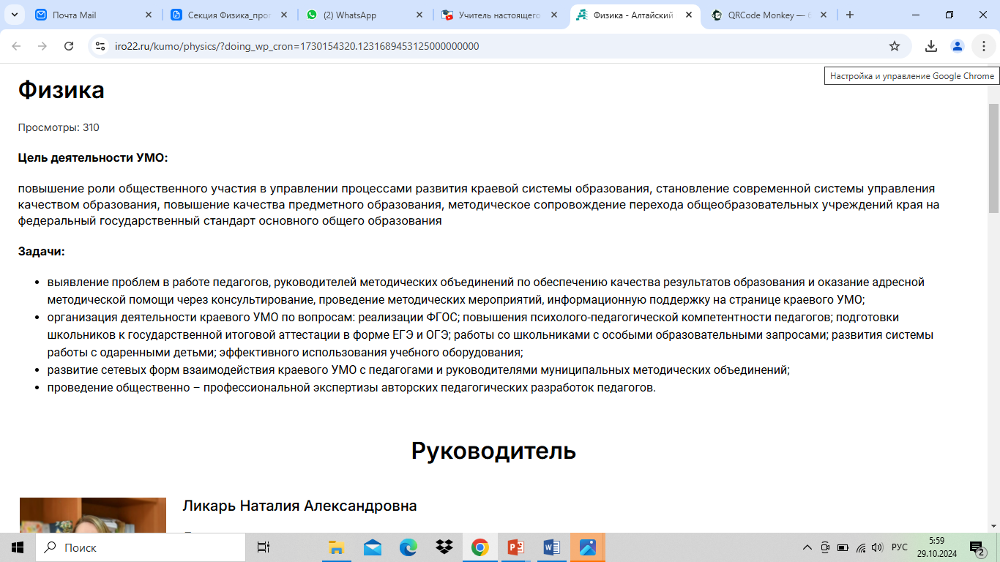 Почта Mail
Секция Физика_прог
(2) WhatsApp
Учитель настоящего
Физика - Алтайский
QRCode Monkey —
iro22.ru/kumo/physics/?doing_wp_cron=1730154320.1231689453125000000000
Настройка и управление Google Chrome
Физика
Просмотры: 310
Цель деятельности УМО:
повышение роли общественного участия в управлении процессами развития краевой системы образования, становление современной системы управления
качеством образования, повышение качества предметного образования, методическое сопровождение перехода общеобразовательных учреждений края на
федеральный государственный стандарт основного общего образования
Задачи:
• выявление проблем в работе педагогов, руководителей методических объединений по обеспечению качества результатов образования и оказание адресной
методической помощи через консультирование, проведение методических мероприятий, информационную поддержку на странице краевого УМО;
• организация деятельности краевого УМО по вопросам: реализации ФГОС; повышения психолого-педагогической компетентности педагогов; подготовки
школьников к государственной итоговой аттестации в форме ЕГЭ и ОГЭ; работы со школьниками с особыми образовательными запросами; развития системы
работы с одаренными детьми; эффективного использования учебного оборудования;
• развитие сетевых форм взаимодействия краевого УМО с педагогами и руководителями муниципальных методических объединений;
• проведение общественно – профессиональной экспертизы авторских педагогических разработок педагогов.
Руководитель
Ликарь Наталия Александровна
Поиск
РУС
5:59
29.10.2024
2